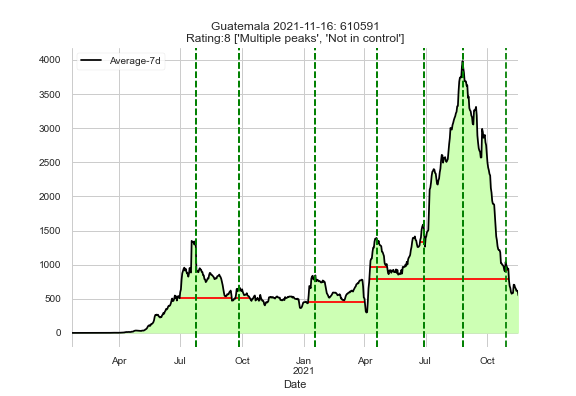 Guatemala 2021-11-16: 610591
Rating:8 ['Multiple peaks', 'Not in control']
Average-7d
4000
3500
3000
2500
2000
1500
1000
500
0
Apr Jul Oct Jan Apr Jul Oct
2021
Date